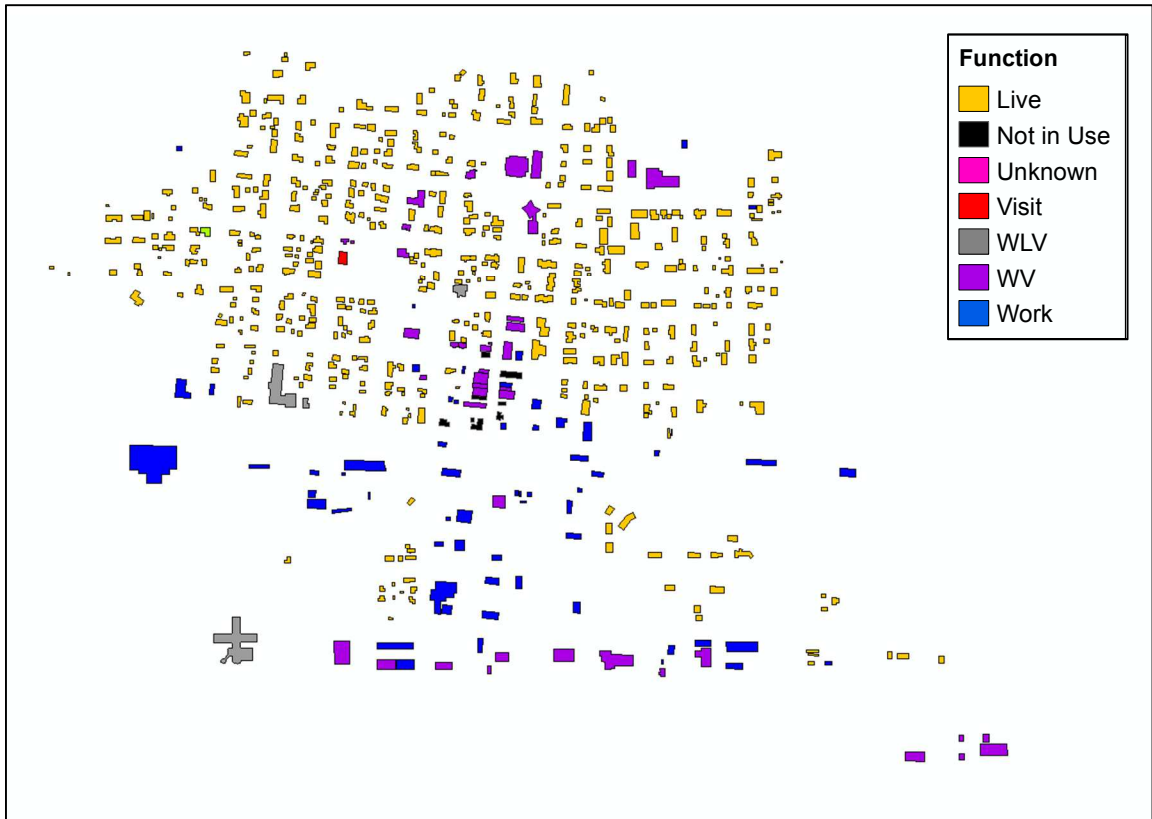 Function
Live
Not in Use
Unknown
Visit
WLV
WV
Work